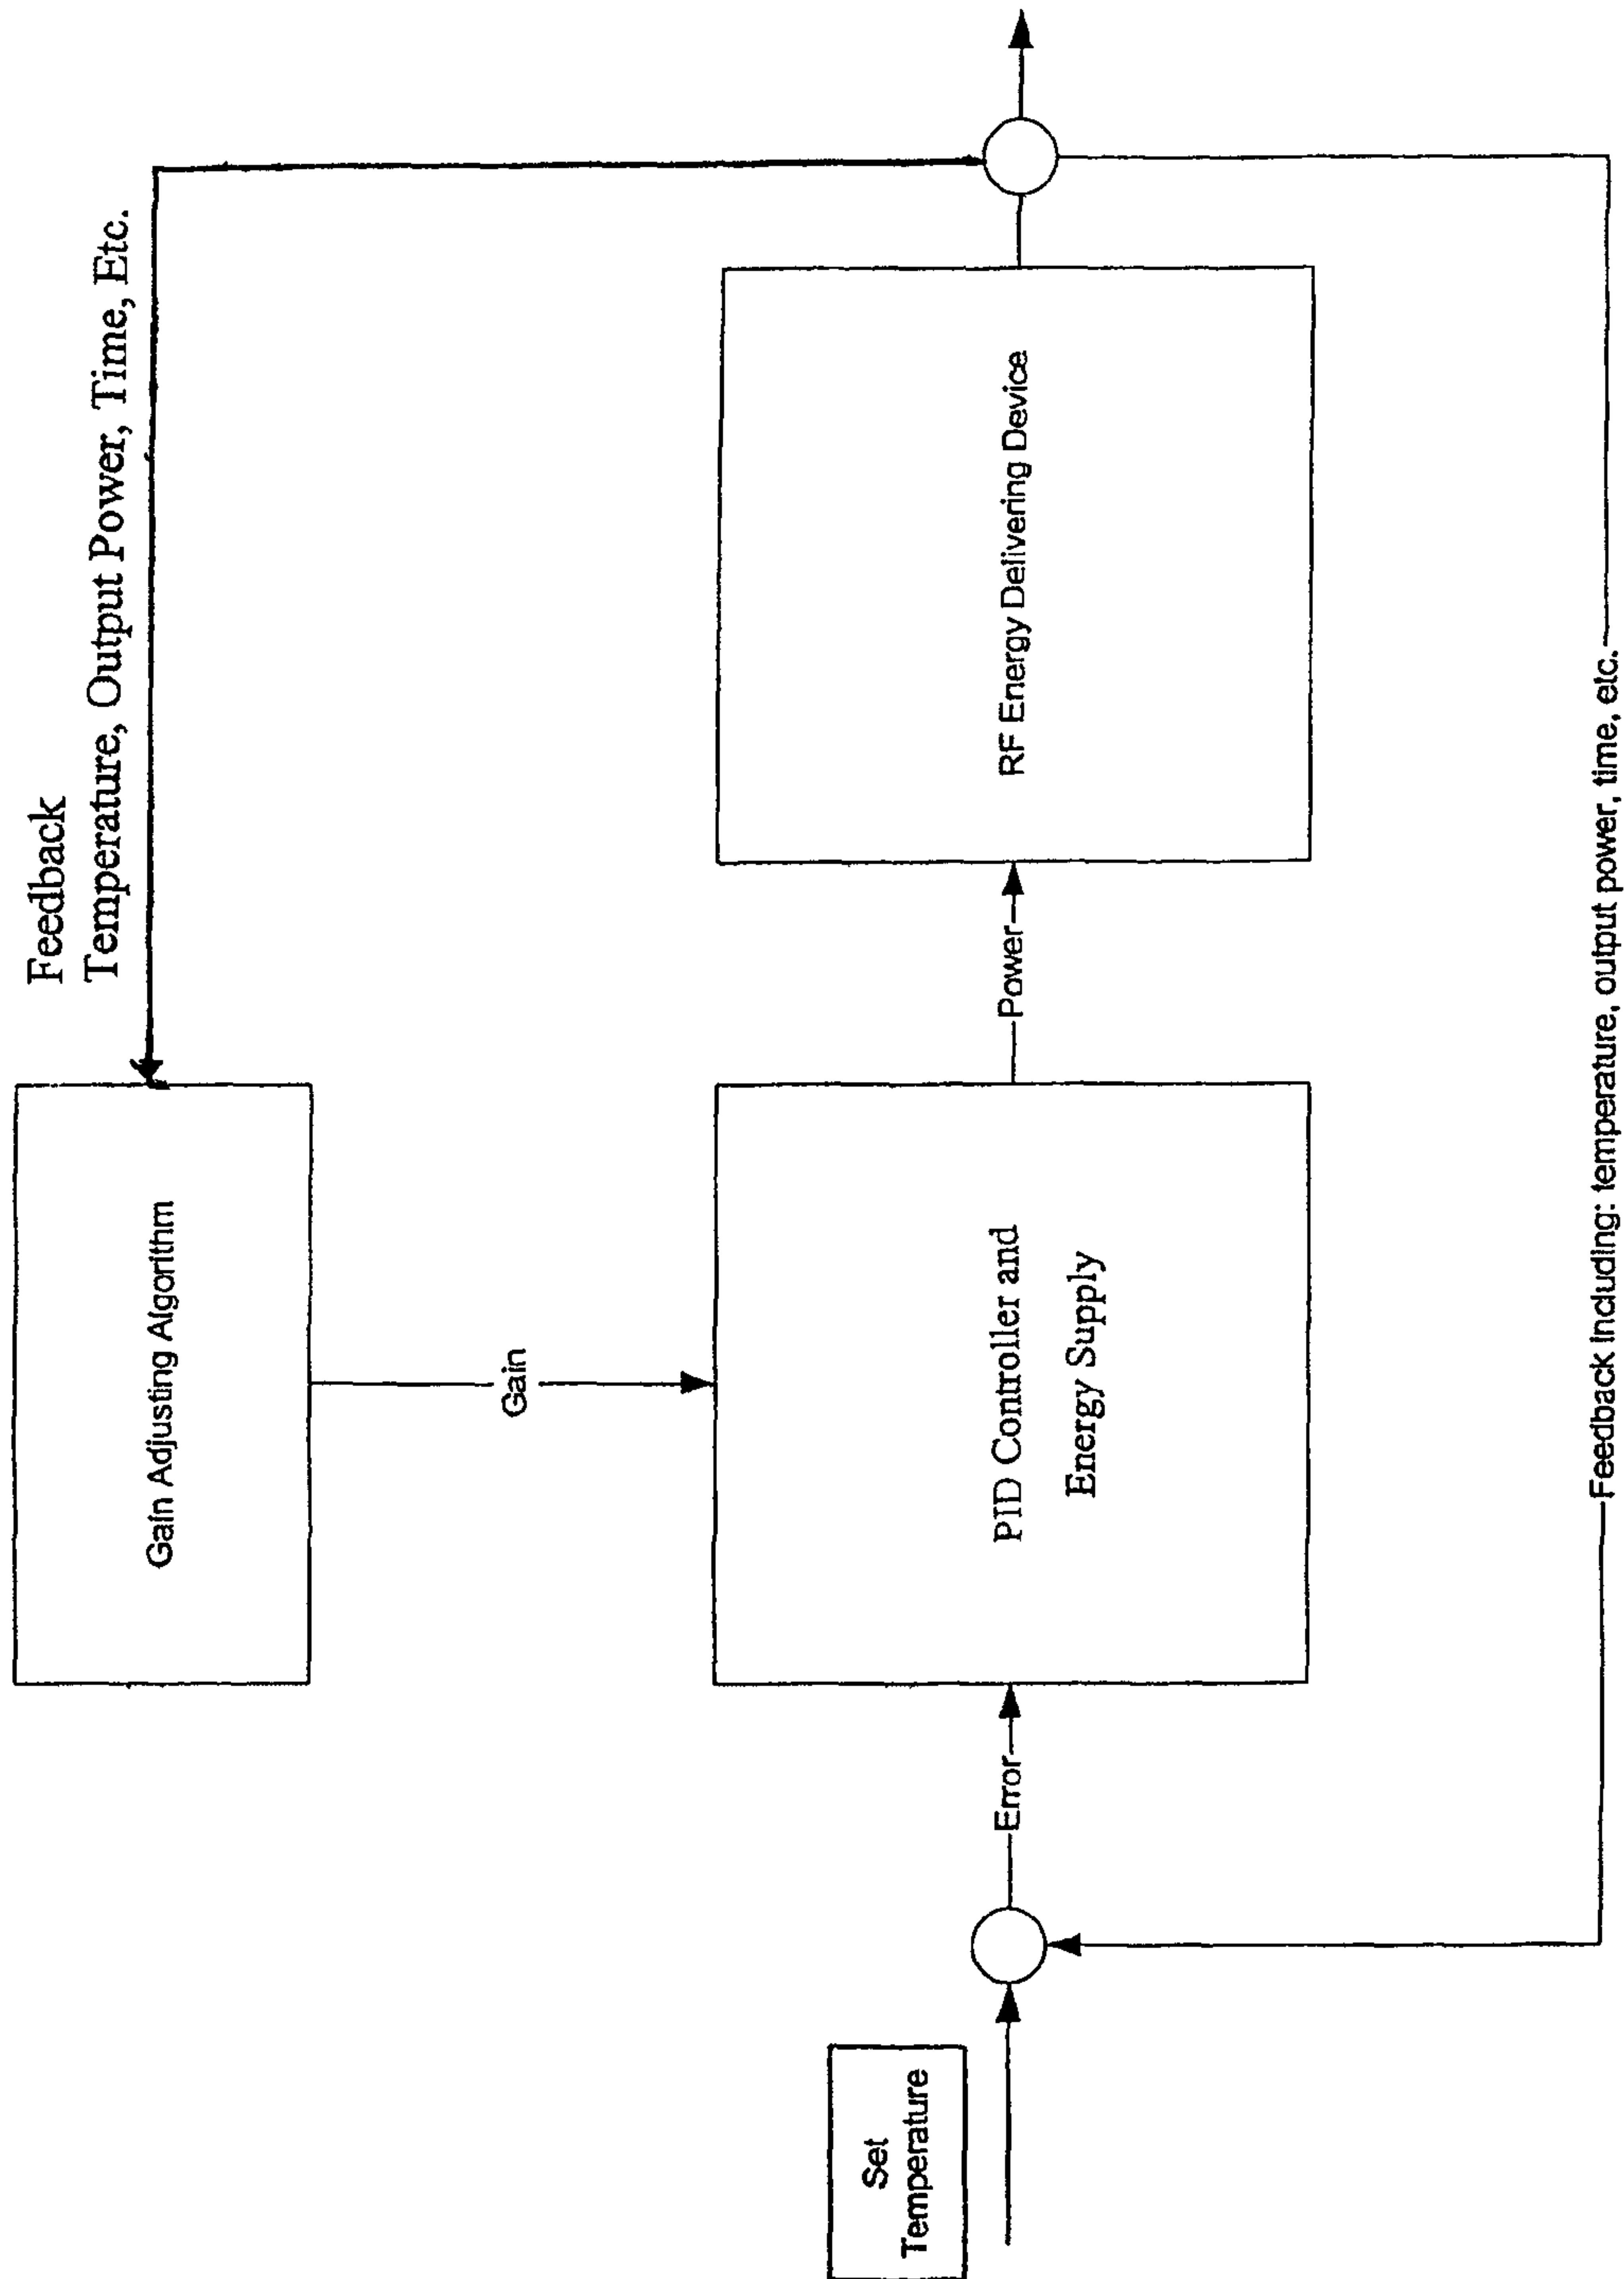 Feedback
Temperature, Output Power, Time, Etc.
Gain Adjusting Algorithm
Gain
Set
Temperature
Error
PID Controller and
Energy Supply
Power
RF Energy Delivering Device
Feedback including: temperature, output power, time, etc.